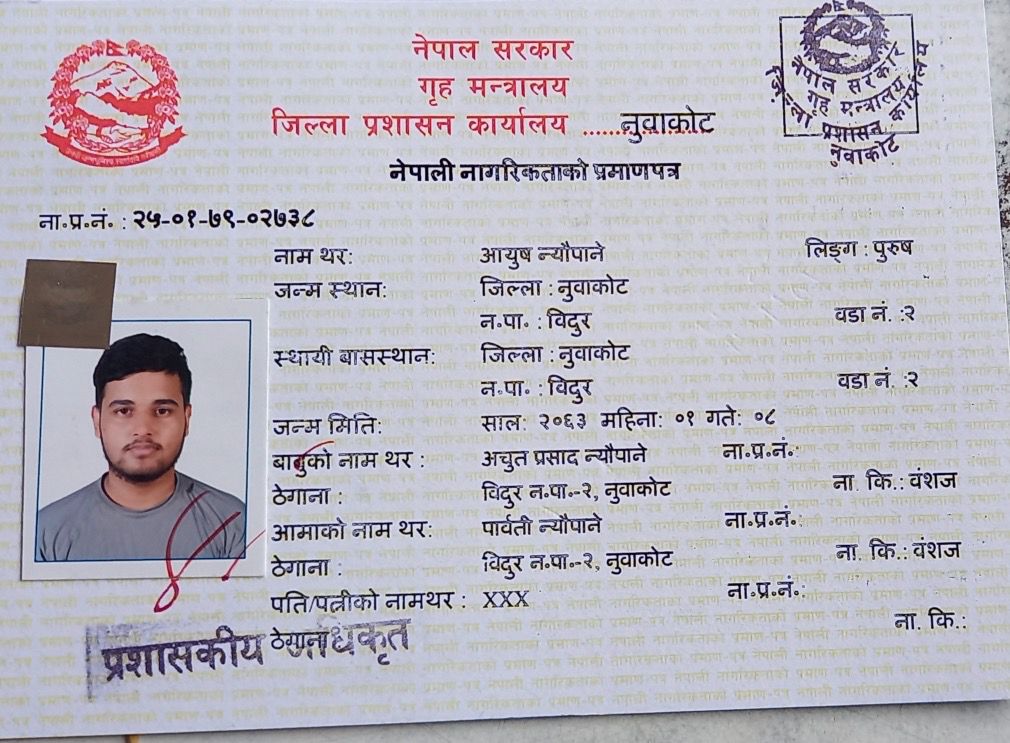 नेपाल सरकार
गृह मन्त्रालय
जिल्ला प्रशासन कार्यालय ......नुवाकोट
नेपाली नागरिकताको प्रमाणपत्र
नेपाल सरकार
गृह मन्त्रालय
जिल्ला प्रशासन कार्यालय
नुवाकोट
ना.प्र.नं. : २५-०१-७९-०२७३८
नाम थर: आयुष न्यौपाने लिङ्ग : पुरुष
जन्म स्थान: जिल्ला : नुवाकोट
न.पा. : विदुर वडा नं. :२
स्थायी बासस्थान: जिल्ला : नुवाकोट
न.पा. : विदुर वडा नं. :२
जन्म मिति: साल: २०६३ महिना: ०१ गते: ०८
बाबुको नाम थर : अचुत प्रसाद न्यौपाने ना.प्र.नं.:
ठेगाना : विदुर न.पा.-२, नुवाकोट ना. कि.: वंशज
आमाको नाम थर: पार्वती न्यौपाने ना.प्र.नं.:
ठेगाना : विदुर न.पा.-२, नुवाकोट ना. कि.: वंशज
पति/पत्नीको नामथर : XXX ना.प्र.नं.:
ठेगाना ना. कि.:
प्रशासकीय अधिकृत